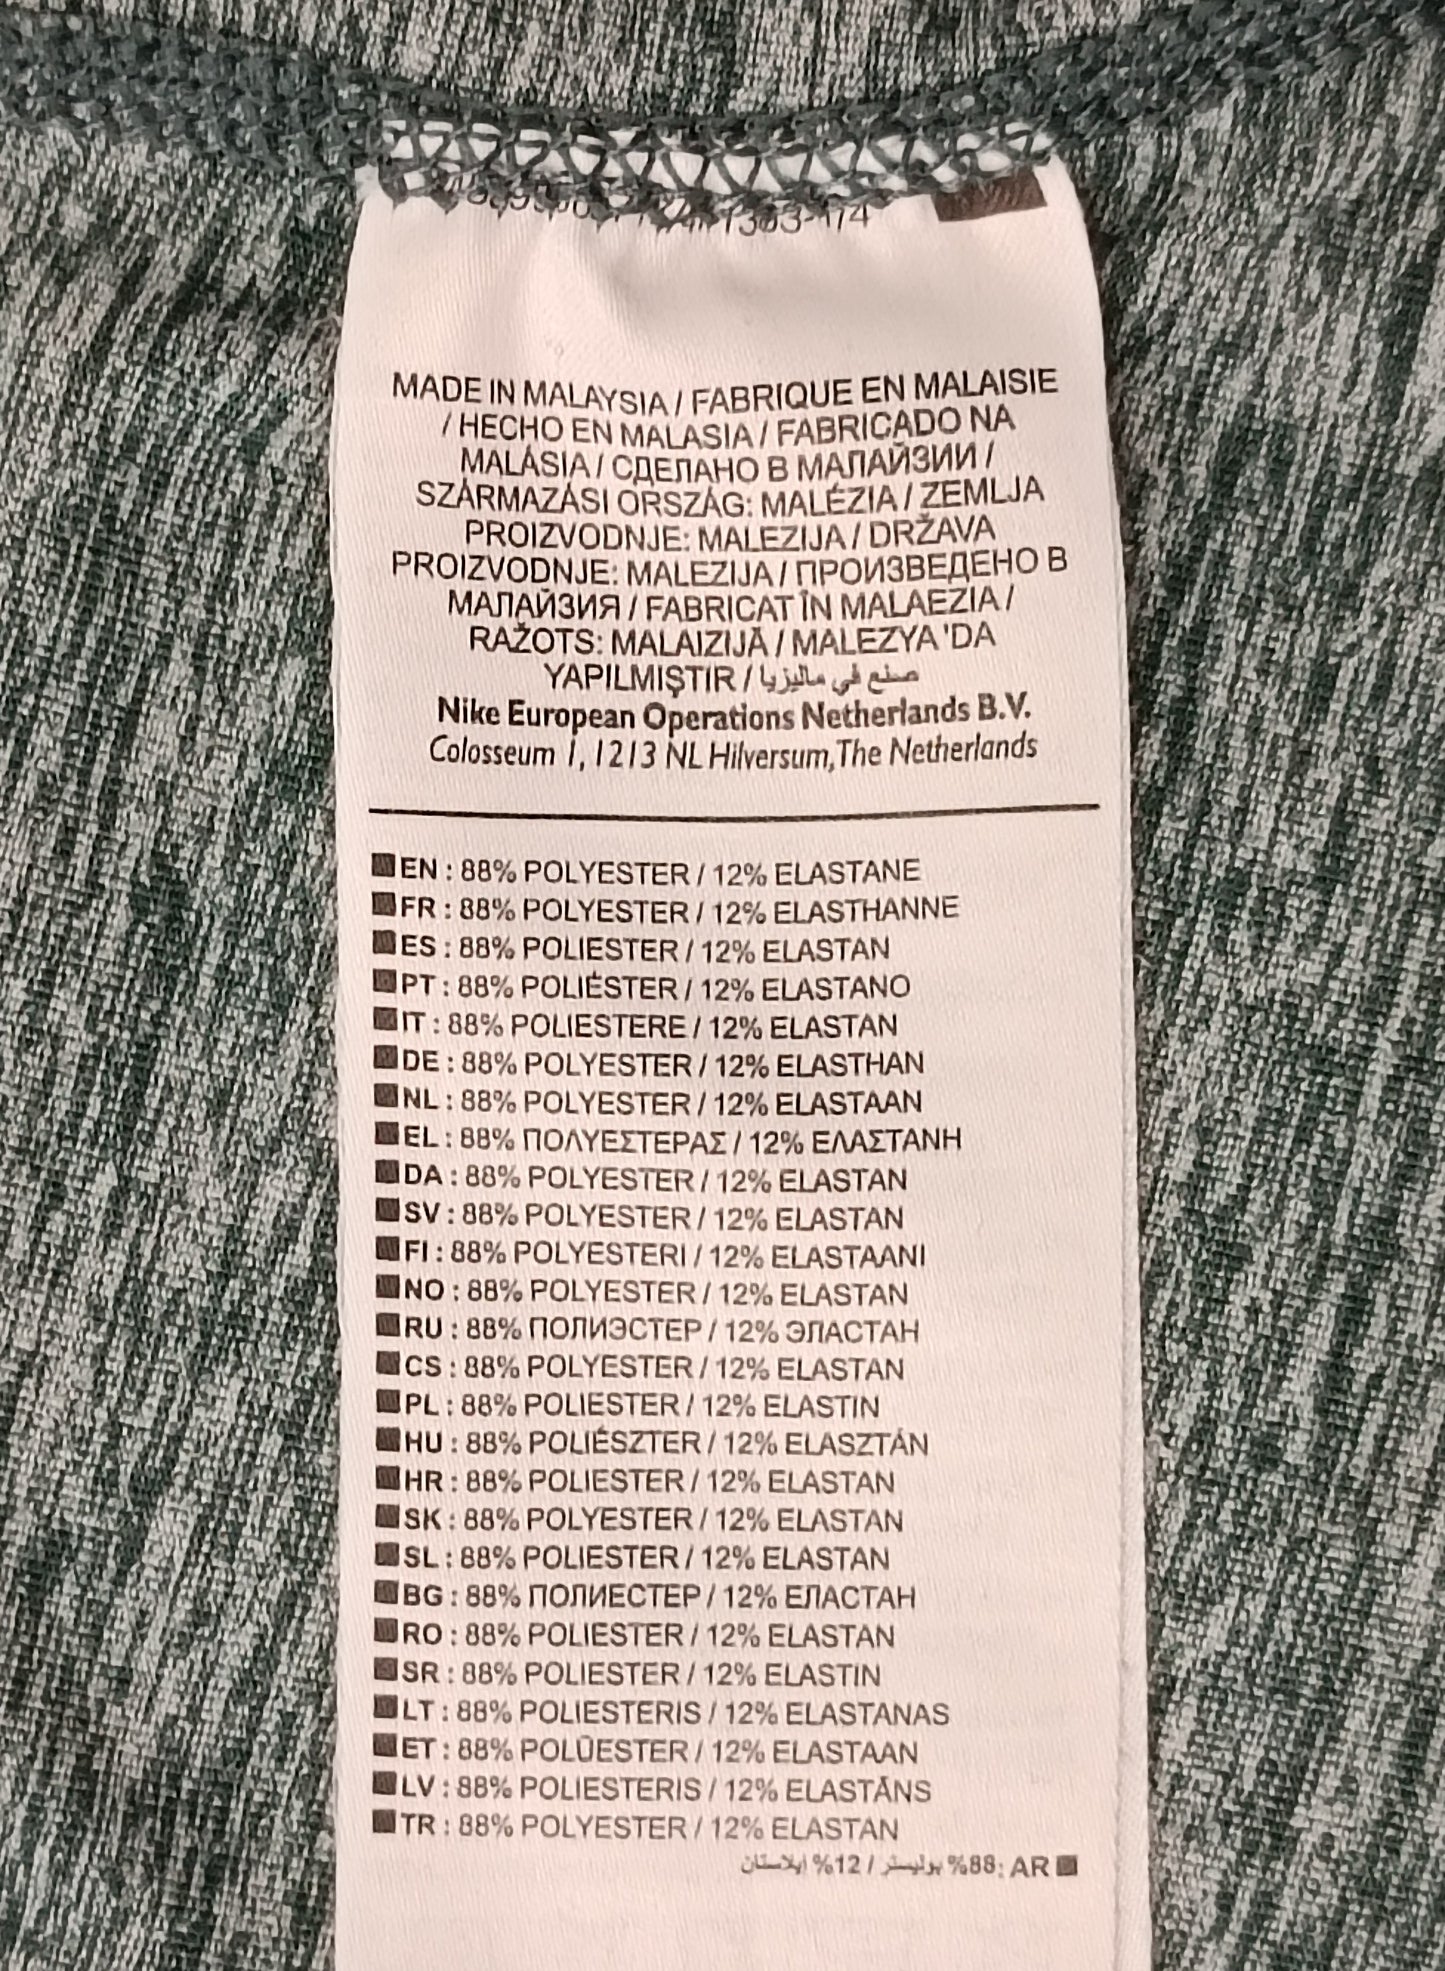 MADE IN MALAYSIA / FABRIQUE EN MALAISIE
/ HECHO EN MALASIA / FABRICADO NA
MALÁSIA / СДЕЛАНО В МАЛАЙЗИИ /
SZÁRMAZÁSI ORSZÁG: MALÉZIA / ZEMLJA
PROIZVODNJE: MALEZIJA / DRŽAVA
PROIZVODNJE: MALEZIJA / ПРОИЗВЕДЕНО В
МАЛАЙЗИЯ / FABRICAT ÎN MALAEZIA /
RAŽOTS: MALAIZIJĀ / MALEZYA 'DA
YAPILMIŞTIR / صنع في ماليزيا
Nike European Operations Netherlands B.V.
Colosseum 1, 1213 NL Hilversum, The Netherlands
EN : 88% POLYESTER / 12% ELASTANE
FR : 88% POLYESTER / 12% ELASTHANNE
ES : 88% POLIESTER / 12% ELASTAN
PT : 88% POLIÉSTER / 12% ELASTANO
IT : 88% POLIESTERE / 12% ELASTAN
DE : 88% POLYESTER / 12% ELASTHAN
NL : 88% POLYESTER / 12% ELASTAAN
EL : 88% ΠΟΛΥΕΣΤΕΡΑΣ / 12% ΕΛΑΣΤΑΝΗ
DA : 88% POLYESTER / 12% ELASTAN
SV : 88% POLYESTER / 12% ELASTAN
FI : 88% POLYESTERI / 12% ELASTAANI
NO : 88% POLYESTER / 12% ELASTAN
RU : 88% ПОЛИЭСТЕР / 12% ЭЛАСТАН
CS : 88% POLYESTER / 12% ELASTAN
PL : 88% POLIESTER / 12% ELASTIN
HU : 88% POLIÉSZTER / 12% ELASZTÁN
HR : 88% POLIESTER / 12% ELASTAN
SK : 88% POLYESTER / 12% ELASTAN
SL : 88% POLIESTER / 12% ELASTAN
BG : 88% ПОЛИЕСТЕР / 12% ЕЛАСТАН
RO : 88% POLIESTER / 12% ELASTAN
SR : 88% POLIESTER / 12% ELASTIN
LT : 88% POLIESTERIS / 12% ELASTANAS
ET : 88% POLÜESTER / 12% ELASTAAN
LV : 88% POLIESTERIS / 12% ELASTĀNS
TR : 88% POLYESTER / 12% ELASTAN
AR :88% بوليستر / 12% ايلاستان